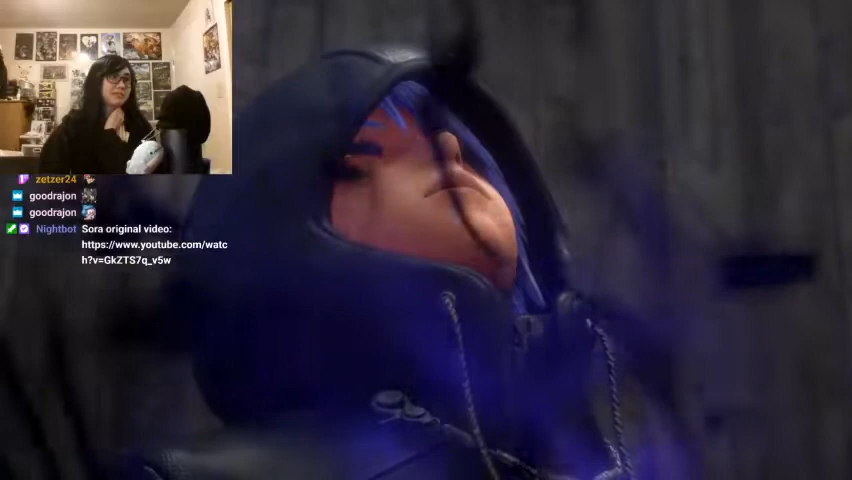 zetzer24
goodrajon
goodrajon
Nightbot Sora original video:
https://www.youtube.com/watc
h?v=GkZTS7q_v5w